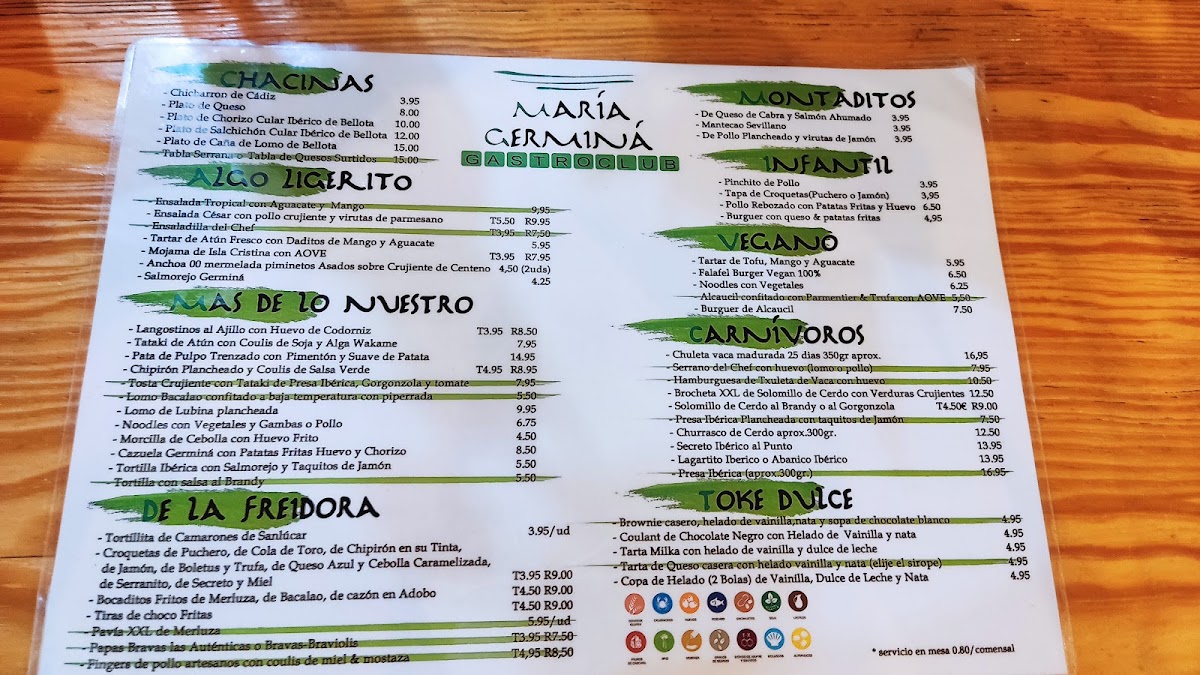 MARÍA
GERMINÁ
GASTROCLUB
CHACINAS
- Chicharron de Cádiz 3.95
- Plato de Queso 8.00
- Plato de Chorizo Cular Ibérico de Bellota 10.00
- Plato de Salchichón Cular Ibérico de Bellota 12.00
- Plato de Caña de Lomo de Bellota 15.00
- Tabla Serrana o Tabla de Quesos Surtidos 15.00
ALGO LIGERITO
- Ensalada Tropical con Aguacate y Mango 9,95
- Ensalada César con pollo crujiente y virutas de parmesano T5.50 R9.95
- Ensaladilla del Chef T3,95 R7,50
- Tartar de Atún Fresco con Daditos de Mango y Aguacate 5.95
- Mojama de Isla Cristina con AOVE T3.95 R7.95
- Anchoa 00 mermelada piminetos Asados sobre Crujiente de Centeno 4,50 (2uds)
- Salmorejo Germiná 4.25
MAS DE LO NUESTRO
- Langostinos al Ajillo con Huevo de Codorniz T3.95 R8.50
- Tataki de Atún con Coulis de Soja y Alga Wakame 7.95
- Pata de Pulpo Trenzado con Pimentón y Suave de Patata 14.95
- Chipirón Plancheado y Coulis de Salsa Verde T4.95 R8.95
- Tosta Crujiente con Tataki de Presa Ibérica, Gorgonzola y tomate 7.95
- Lomo Bacalao confitado a baja temperatura con piperrada 5.50
- Lomo de Lubina plancheada 9.95
- Noodles con Vegetales y Gambas o Pollo 6.75
- Morcilla de Cebolla con Huevo Frito 4.50
- Cazuela Germiná con Patatas Fritas Huevo y Chorizo 8.50
- Tortilla Ibérica con Salmorejo y Taquitos de Jamón 5.50
- Tortilla con salsa al Brandy 5.50
DE LA FREIDORA
- Tortillita de Camarones de Sanlúcar 3.95/ud
- Croquetas de Puchero, de Cola de Toro, de Chipirón en su Tinta,
de Jamón, de Boletus y Trufa, de Queso Azul y Cebolla Caramelizada,
de Serranito, de Secreto y Miel T3.95 R9.00
- Bocaditos Fritos de Merluza, de Bacalao, de cazón en Adobo T4.50 R9.00
- Tiras de choco Fritas T4.50 R9.00
- Pavía XXL de Merluza 5.95/ud
- Papas Bravas las Auténticas o Bravas-Braviolis T3.95 R7.50
- Fingers de pollo artesanos con coulis de miel & mostaza T4,95 R8,50
MONTADITOS
- De Queso de Cabra y Salmón Ahumado 3.95
- Mantecao Sevillano 3.95
- De Pollo Plancheado y virutas de Jamón 3.95
INFANTIL
- Pinchito de Pollo 3.95
- Tapa de Croquetas(Puchero o Jamón) 3,95
- Pollo Rebozado con Patatas Fritas y Huevo 6.50
- Burguer con queso & patatas fritas 4,95
VEGANO
- Tartar de Tofu, Mango y Aguacate 5.95
- Falafel Burger Vegan 100% 6.50
- Noodles con Vegetales 6.25
- Alcaucil confitado con Parmentier & Trufa con AOVE 5,50
- Burguer de Alcaucil 7.50
CARNÍVOROS
- Chuleta vaca madurada 25 dias 350gr aprox. 16,95
- Serrano del Chef con huevo (lomo o pollo) 7.95
- Hamburguesa de Txuleta de Vaca con huevo 10.50
- Brocheta XXL de Solomillo de Cerdo con Verduras Crujientes 12.50
- Solomillo de Cerdo al Brandy o al Gorgonzola T4.50€ R9.00
- Presa Ibérica Plancheada con taquitos de Jamón 7.50
- Churrasco de Cerdo aprox.300gr. 12.50
- Secreto Ibérico al Punto 13.95
- Lagartito Iberico o Abanico Ibérico 13.95
- Presa Ibérica (aprox.300gr.) 16.95
TOKE DULCE
- Brownie casero, helado de vainilla,nata y sopa de chocolate blanco 4.95
- Coulant de Chocolate Negro con Helado de Vainilla y nata 4.95
- Tarta Milka con helado de vainilla y dulce de leche 4.95
- Tarta de Queso casera con helado vainilla y nata (elije el sirope) 4.95
- Copa de Helado (2 Bolas) de Vainilla, Dulce de Leche y Nata 4.95
* servicio en mesa 0.80/comensal